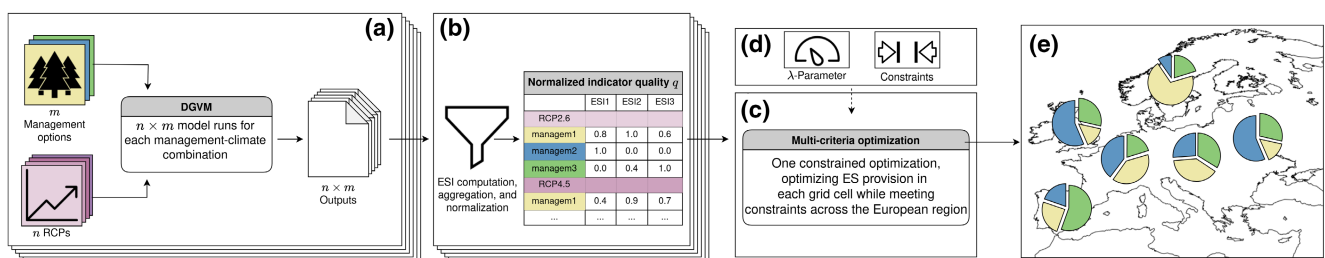 (a)
m
Management
options
n RCPs
DGVM
n × m model runs for
each management-climate
combination
n × m
Outputs
(b)
ESI computation,
aggregation, and
normalization
Normalized indicator quality q
ESI1 ESI2 ESI3
RCP2.6
managem1 0.8 1.0 0.6
managem2 1.0 0.0 0.0
managem3 0.0 0.4 1.0
RCP4.5
managem1 0.4 0.9 0.7
... ... ... ...
(d)
λ-Parameter
Constraints
(c)
Multi-criteria optimization
One constrained optimization,
optimizing ES provision in
each grid cell while meeting
constraints across the European region
(e)